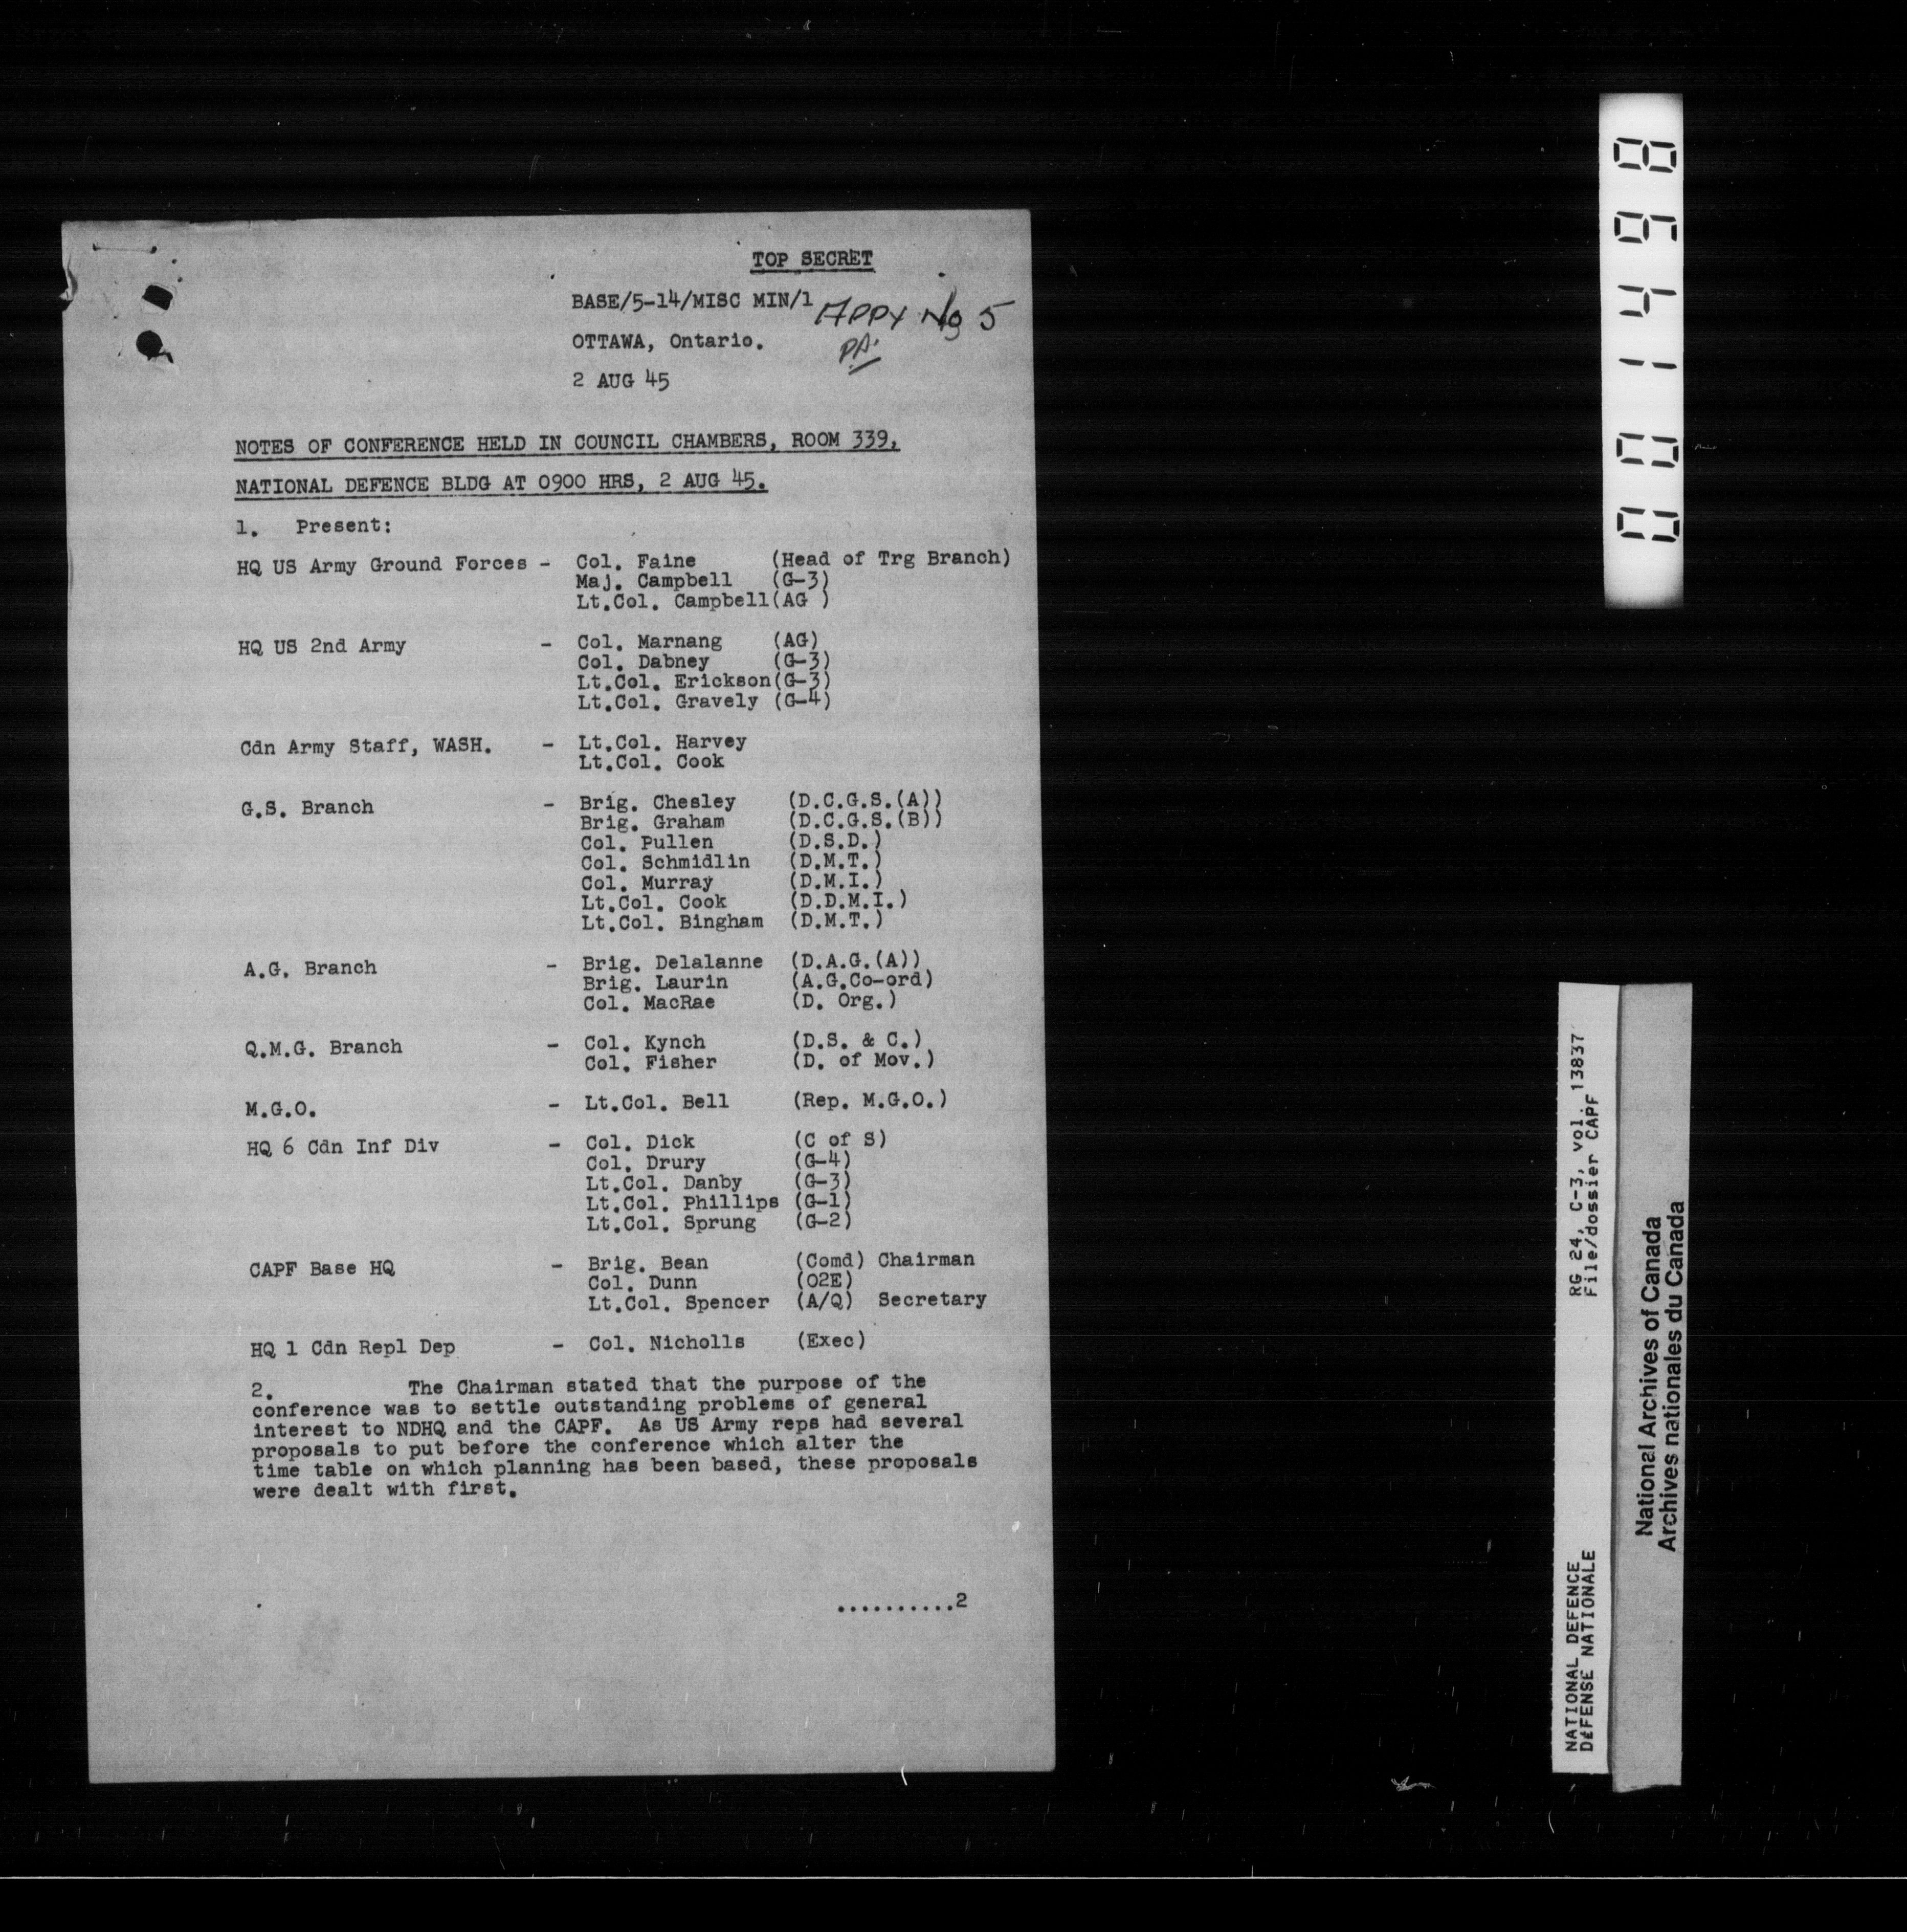 TOP SECRET
BASE/5-14/MISC MIN/1
APPX No 5
OTTAWA, Ontario.
PA.
2 AUG 45
NOTES OF CONFERENCE HELD IN COUNCIL CHAMBERS, ROOM 339,
NATIONAL DEFENCE BLDG AT 0900 HRS, 2 AUG 45.
1. Present:
HQ US Army Ground Forces - Col. Faine (Head of Trg Branch)
Maj. Campbell (G-3)
Lt.Col. Campbell(AG )
HQ US 2nd Army - Col. Marnang (AG)
Col. Dabney (G-3)
Lt.Col. Erickson(G-3)
Lt.Col. Gravely (G-4)
Cdn Army Staff, WASH. - Lt.Col. Harvey
Lt.Col. Cook
G.S. Branch - Brig. Chesley (D.C.G.S.(A))
Brig. Graham (D.C.G.S.(B))
Col. Pullen (D.S.D.)
Col. Schmidlin (D.M.T.)
Col. Murray (D.M.I.)
Lt.Col. Cook (D.D.M.I.)
Lt.Col. Bingham (D.M.T.)
A.G. Branch - Brig. Delalanne (D.A.G.(A))
Brig. Laurin (A.G.Co-ord)
Col. MacRae (D. Org.)
Q.M.G. Branch - Col. Kynch (D.S. & C.)
Col. Fisher (D. of Mov.)
M.G.O. - Lt.Col. Bell (Rep. M.G.O.)
HQ 6 Cdn Inf Div - Col. Dick (C of S)
Col. Drury (G-4)
Lt.Col. Danby (G-3)
Lt.Col. Phillips (G-1)
Lt.Col. Sprung (G-2)
CAPF Base HQ - Brig. Bean (Comd) Chairman
Col. Dunn (O2E)
Lt.Col. Spencer (A/Q) Secretary
HQ 1 Cdn Repl Dep - Col. Nicholls (Exec)
2. The Chairman stated that the purpose of the
conference was to settle outstanding problems of general
interest to NDHQ and the CAPF. As US Army reps had several
proposals to put before the conference which alter the
time table on which planning has been based, these proposals
were dealt with first.
..........2
001498
NATIONAL DEFENCE RG 24, C-3, vol. 13837
DÉFENSE NATIONALE File/dossier CAPF
National Archives of Canada
Archives nationales du Canada